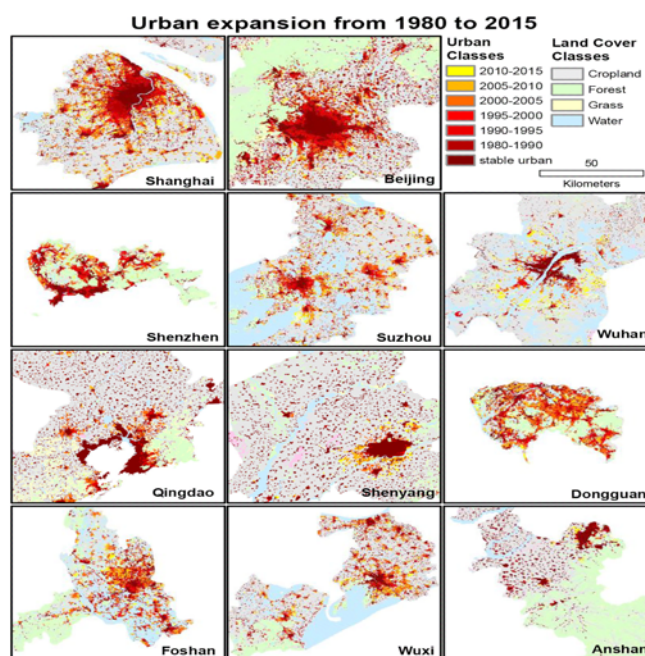 Urban expansion from 1980 to 2015
Urban
Classes
2010-2015
2005-2010
2000-2005
1995-2000
1990-1995
1980-1990
stable urban
Land Cover
Classes
Cropland
Forest
Grass
Water
50
Kilometers
Shanghai
Beijing
Shenzhen
Suzhou
Wuhan
Qingdao
Shenyang
Dongguan
Foshan
Wuxi
Anshan